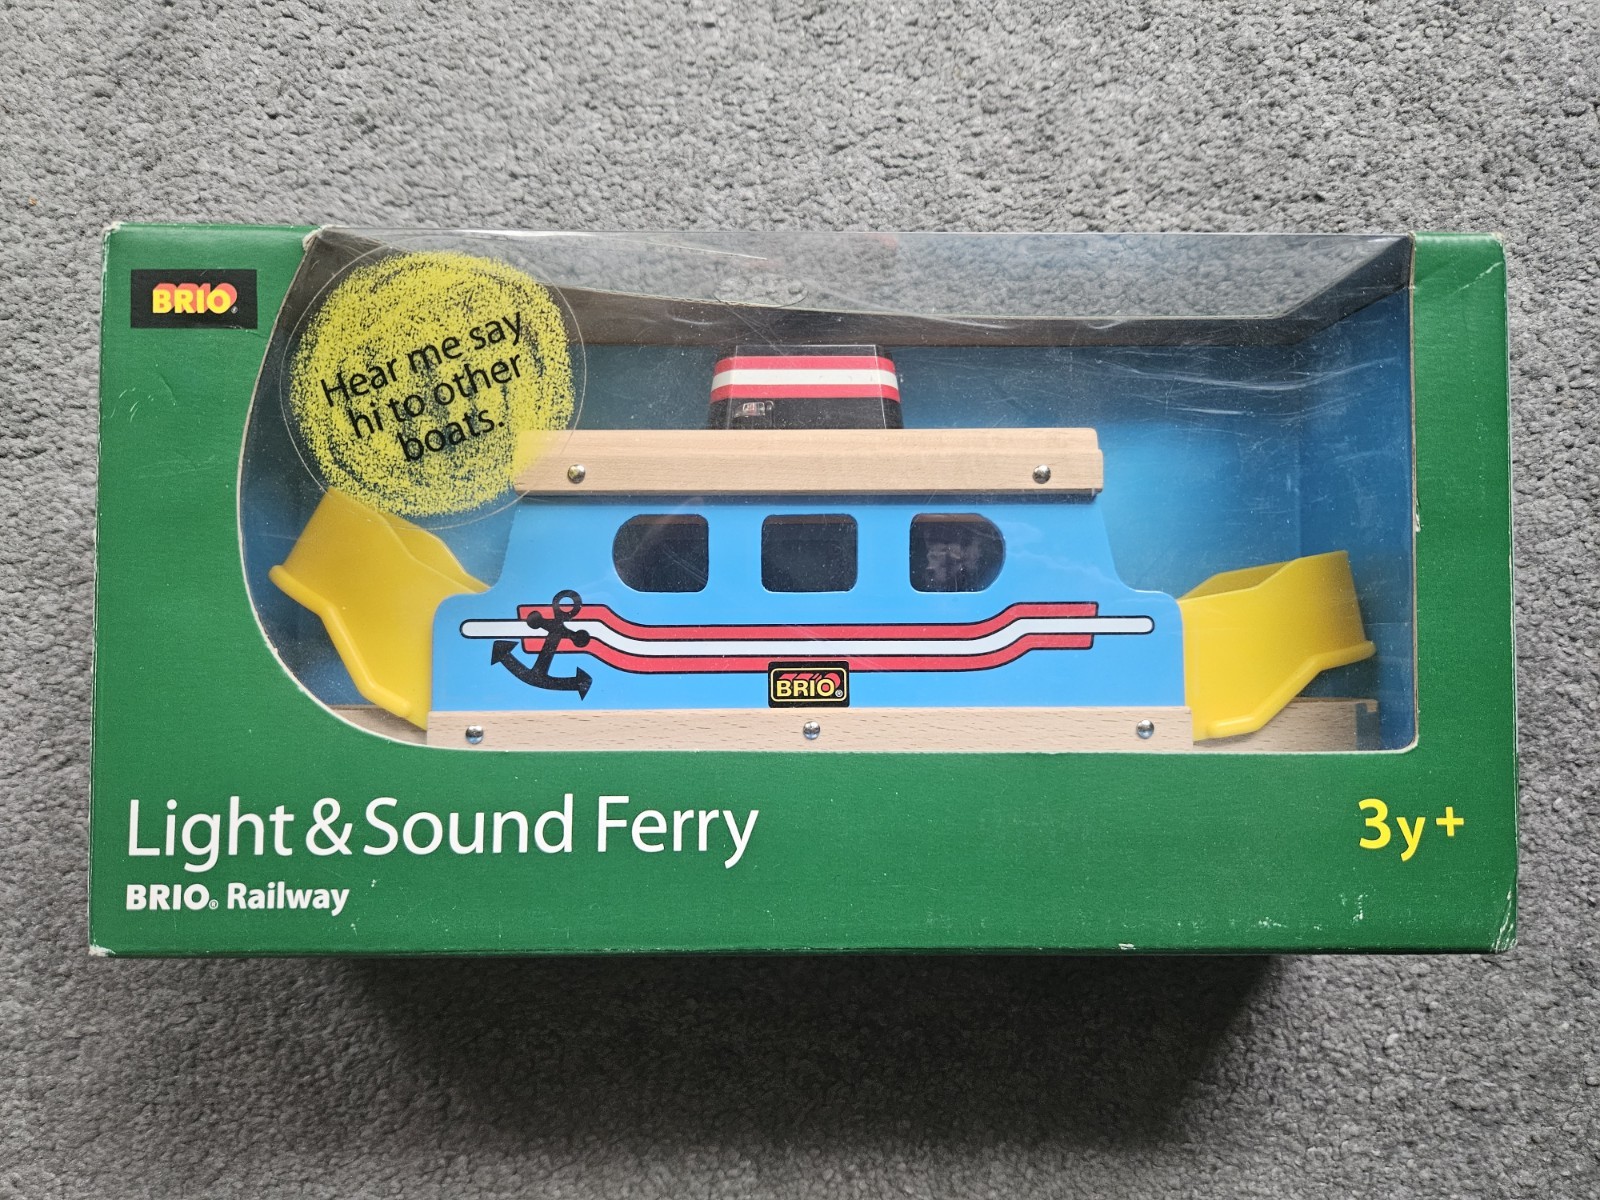 BRIO®
Hear me say
hi to other
boats.
BRIO®
Light & Sound Ferry
3y+
BRIO® Railway